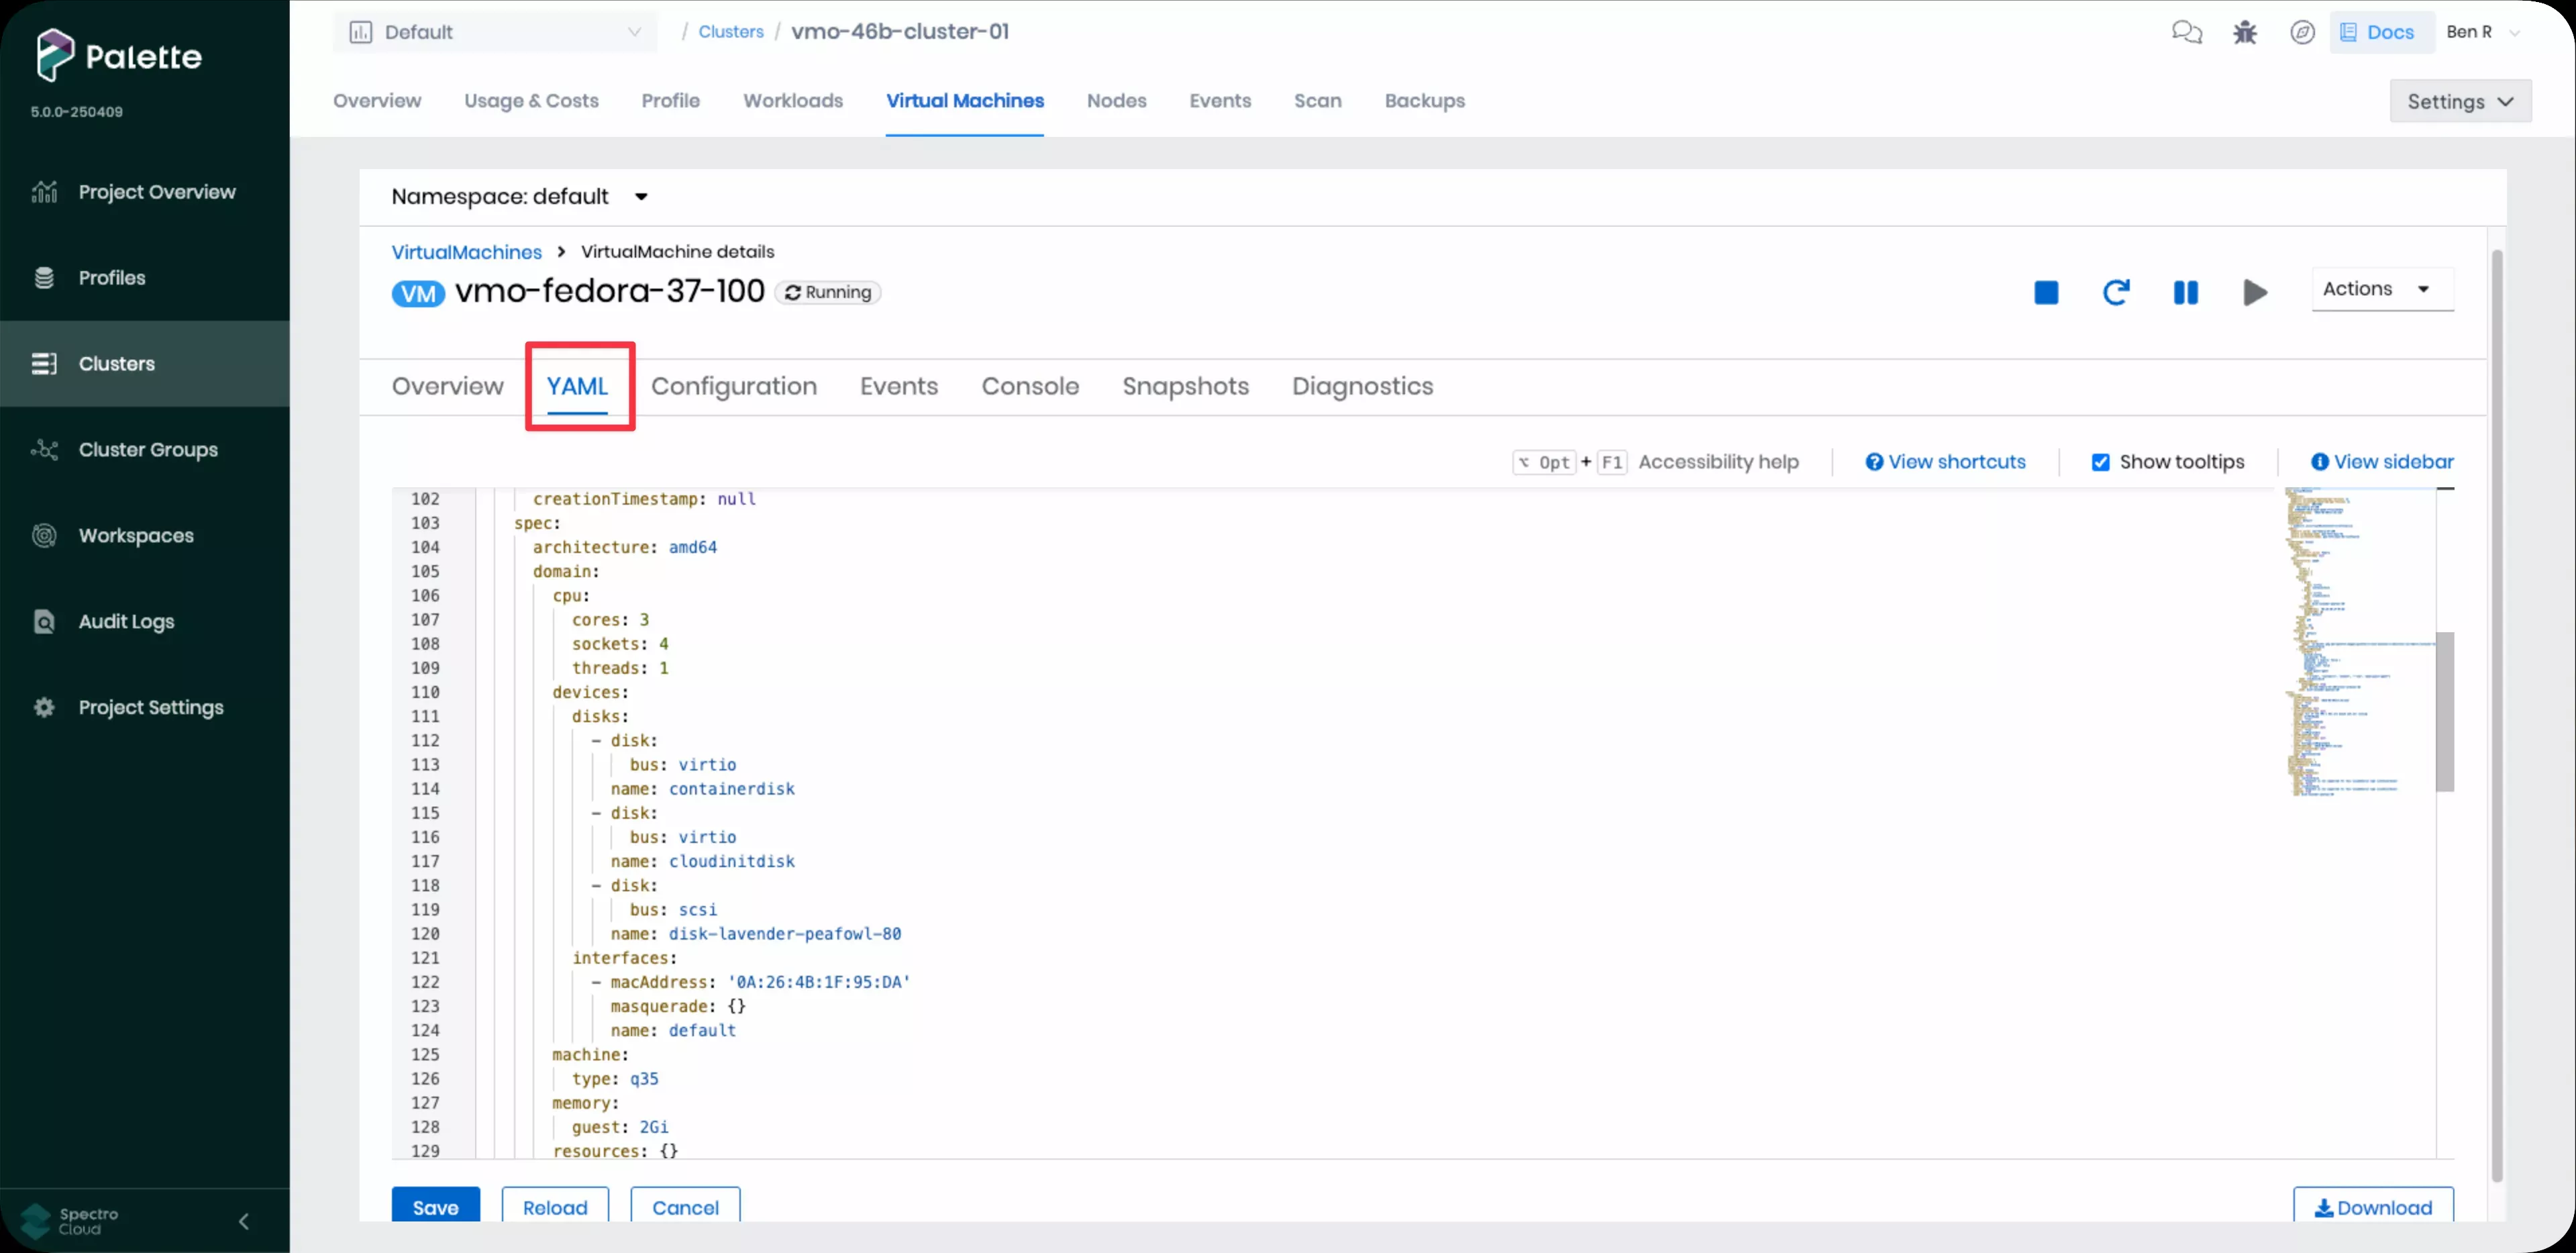 Palette
5.0.0-250409
Project Overview
Profiles
Clusters
Cluster Groups
Workspaces
Audit Logs
Project Settings
Spectro
Cloud
Default / Clusters / vmo-46b-cluster-01
Docs Ben R
Overview Usage & Costs Profile Workloads Virtual Machines Nodes Events Scan Backups
Settings
Namespace: default
VirtualMachines > VirtualMachine details
VM vmo-fedora-37-100 Running
Actions
Overview YAML Configuration Events Console Snapshots Diagnostics
⌥ Opt + F1 Accessibility help View shortcuts Show tooltips View sidebar
102 creationTimestamp: null
103 spec:
104 architecture: amd64
105 domain:
106 cpu:
107 cores: 3
108 sockets: 4
109 threads: 1
110 devices:
111 disks:
112 - disk:
113 bus: virtio
114 name: containerdisk
115 - disk:
116 bus: virtio
117 name: cloudinitdisk
118 - disk:
119 bus: scsi
120 name: disk-lavender-peafowl-80
121 interfaces:
122 - macAddress: '0A:26:4B:1F:95:DA'
123 masquerade: {}
124 name: default
125 machine:
126 type: q35
127 memory:
128 guest: 2Gi
129 resources: {}
Save Reload Cancel
Download